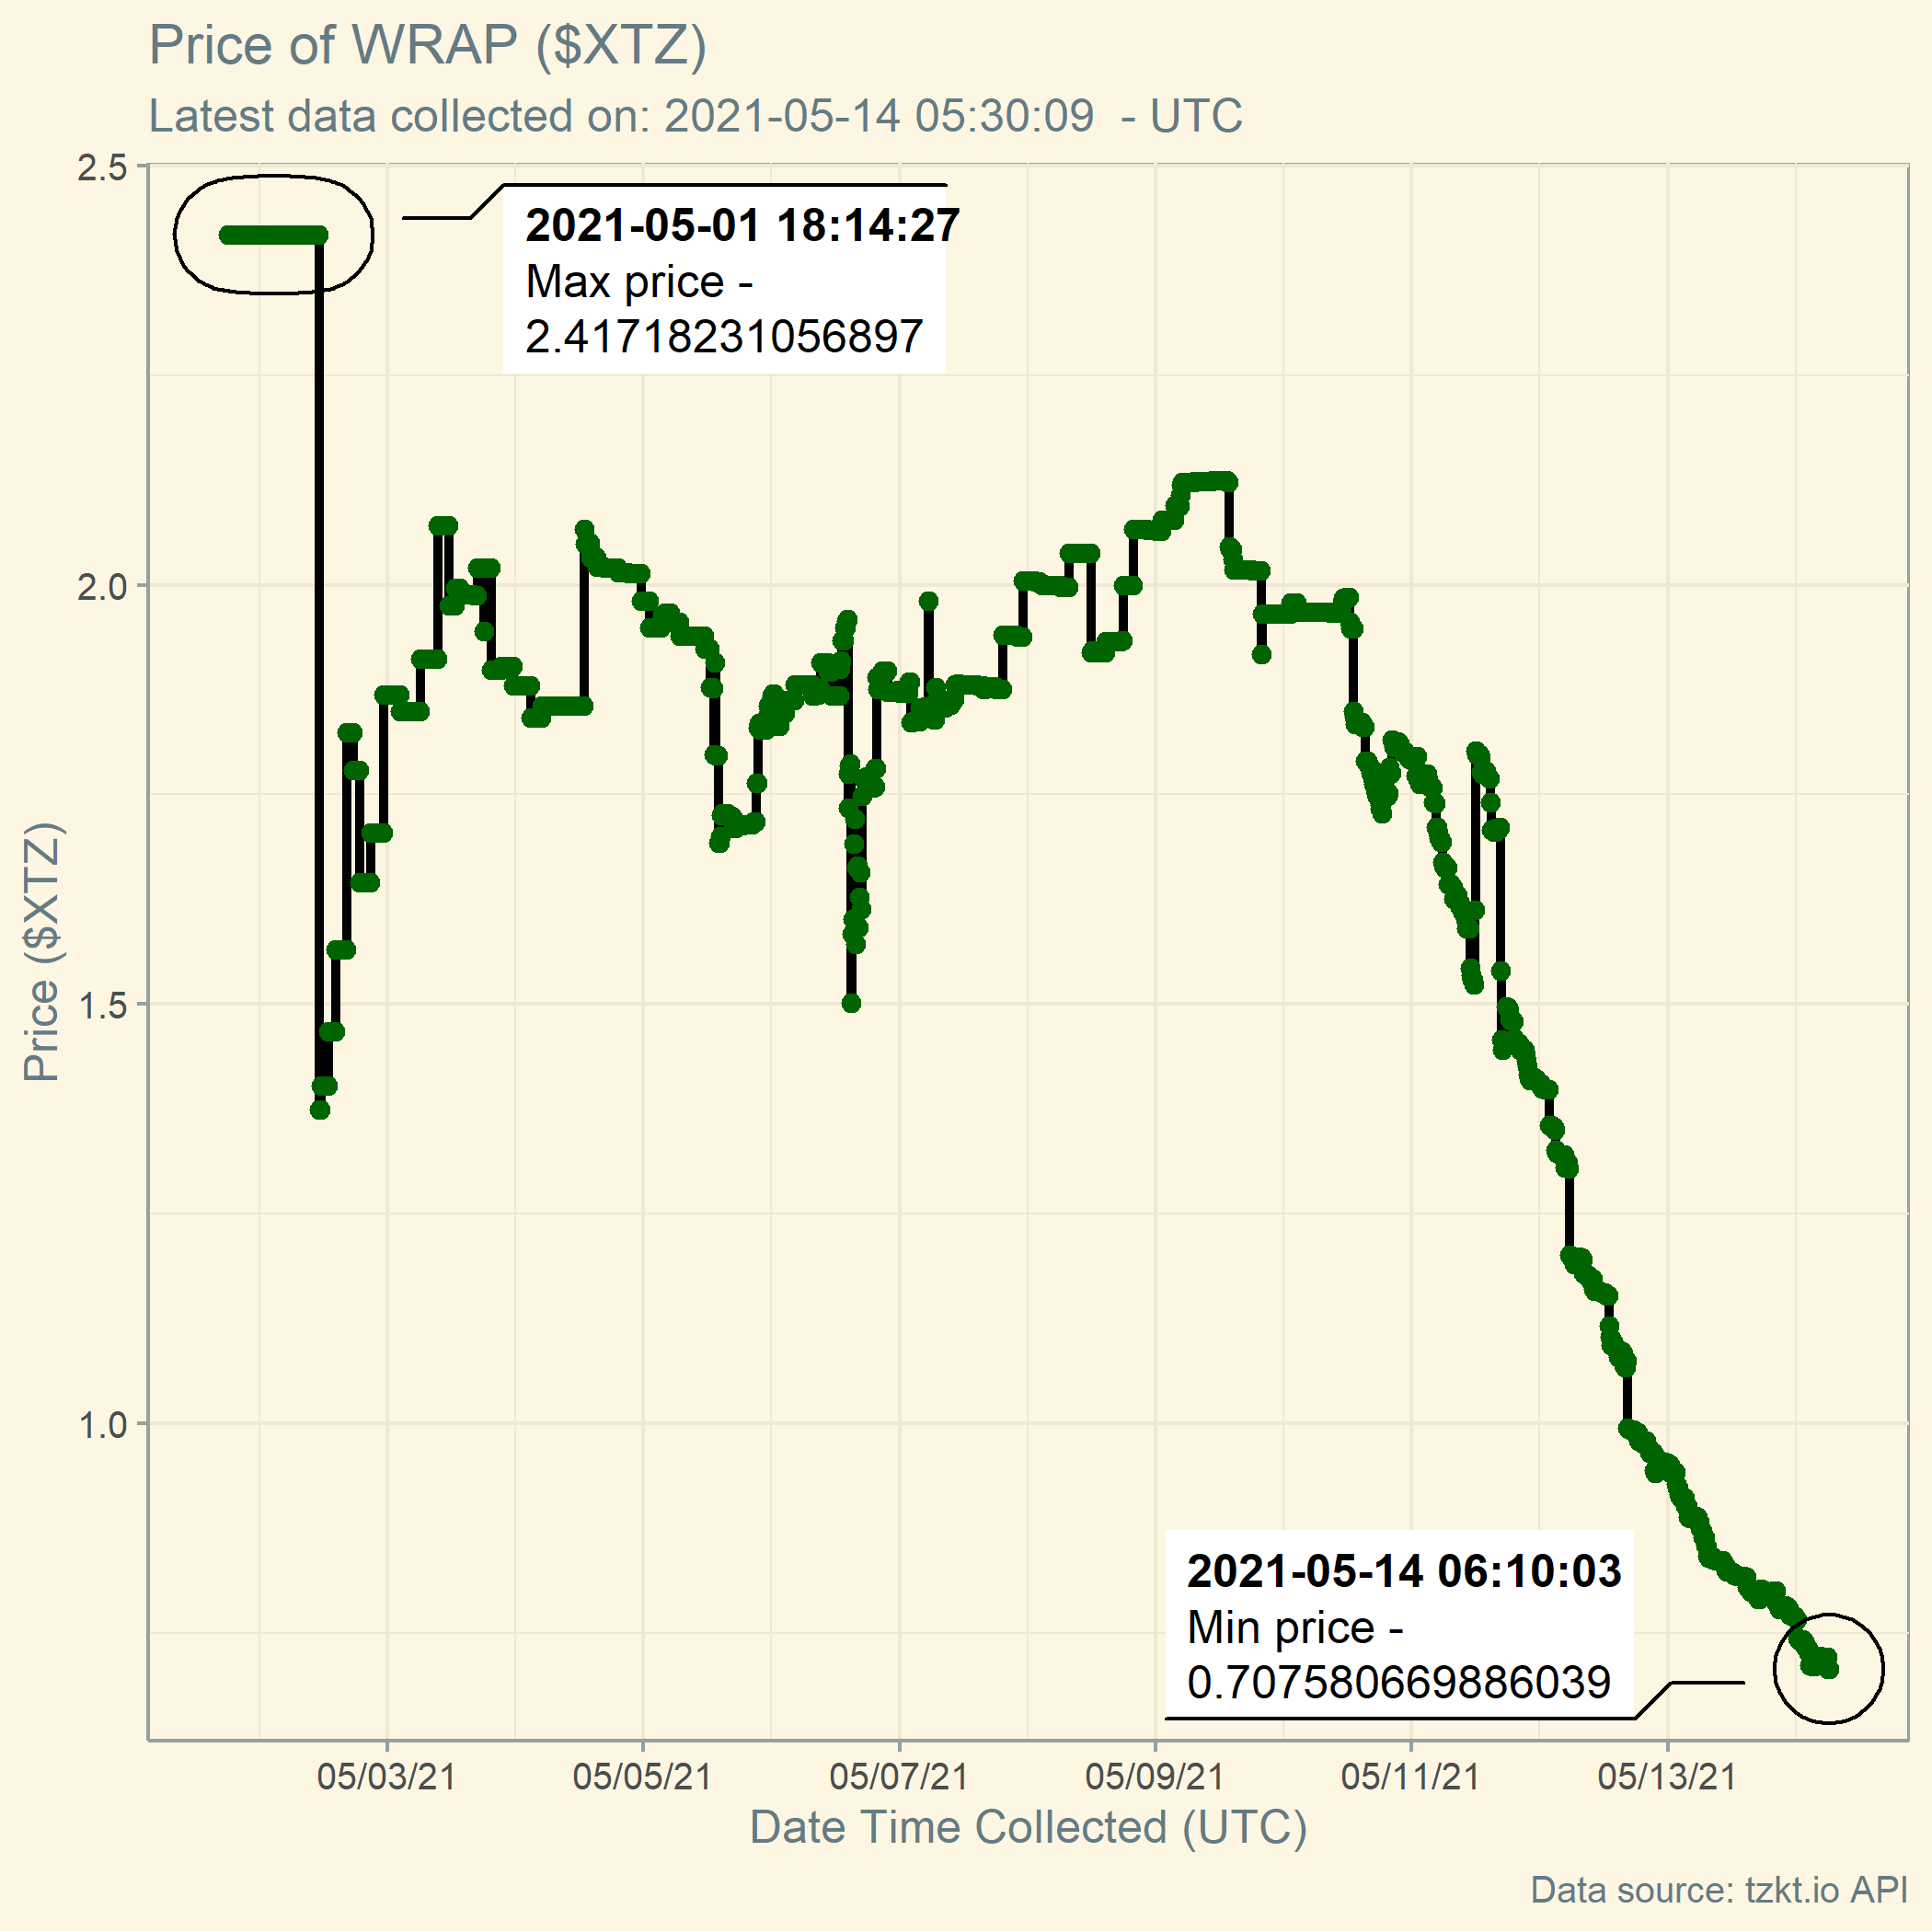 Price of WRAP ($XTZ)
Latest data collected on: 2021-05-14 05:30:09  - UTC
2.5
2021-05-01 18:14:27
Max price -
2.41718231056897
2.0
Price ($XTZ)
1.5
1.0
2021-05-14 06:10:03
Min price -
0.707580669886039
05/03/21 05/05/21 05/07/21 05/09/21 05/11/21 05/13/21
Date Time Collected (UTC)
Data source: tzkt.io API